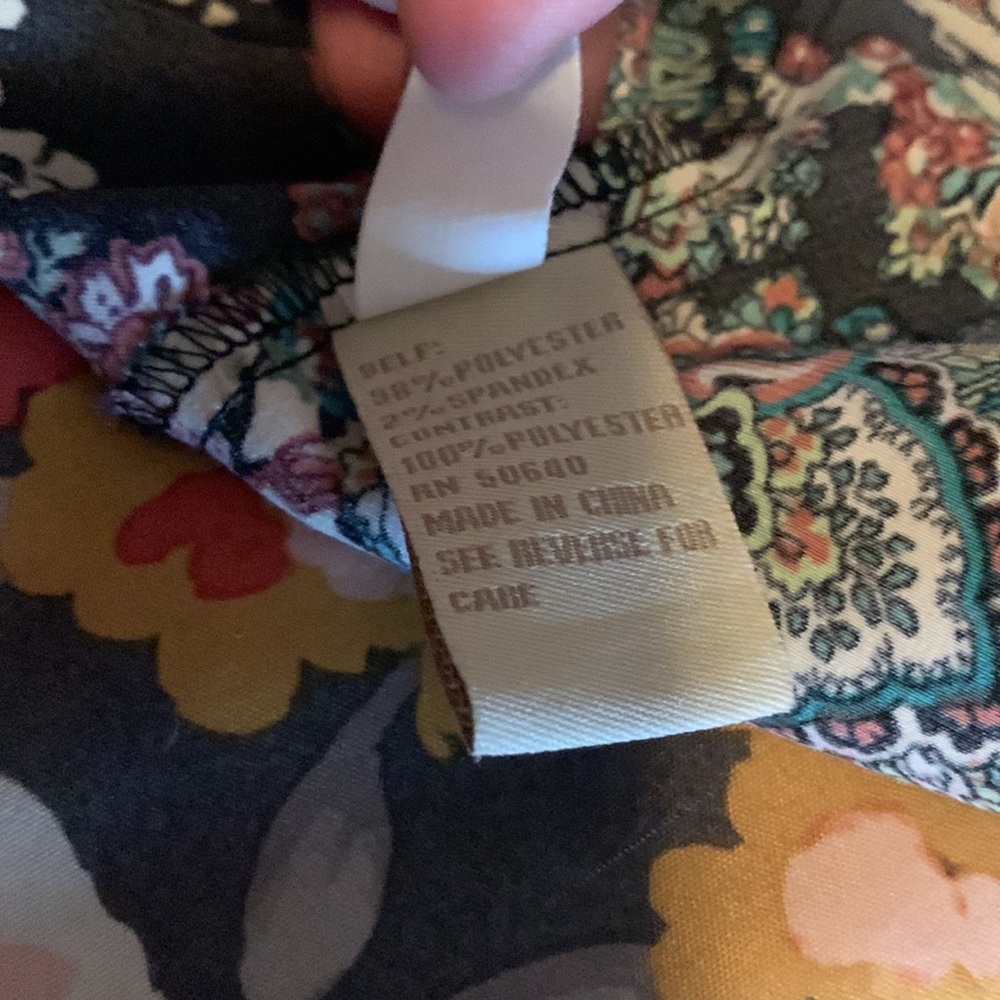 SELF:
98% POLYESTER
2% SPANDEX
CONTRAST:
100% POLYESTER
RN 50640
MADE IN CHINA
SEE REVERSE FOR
CARE